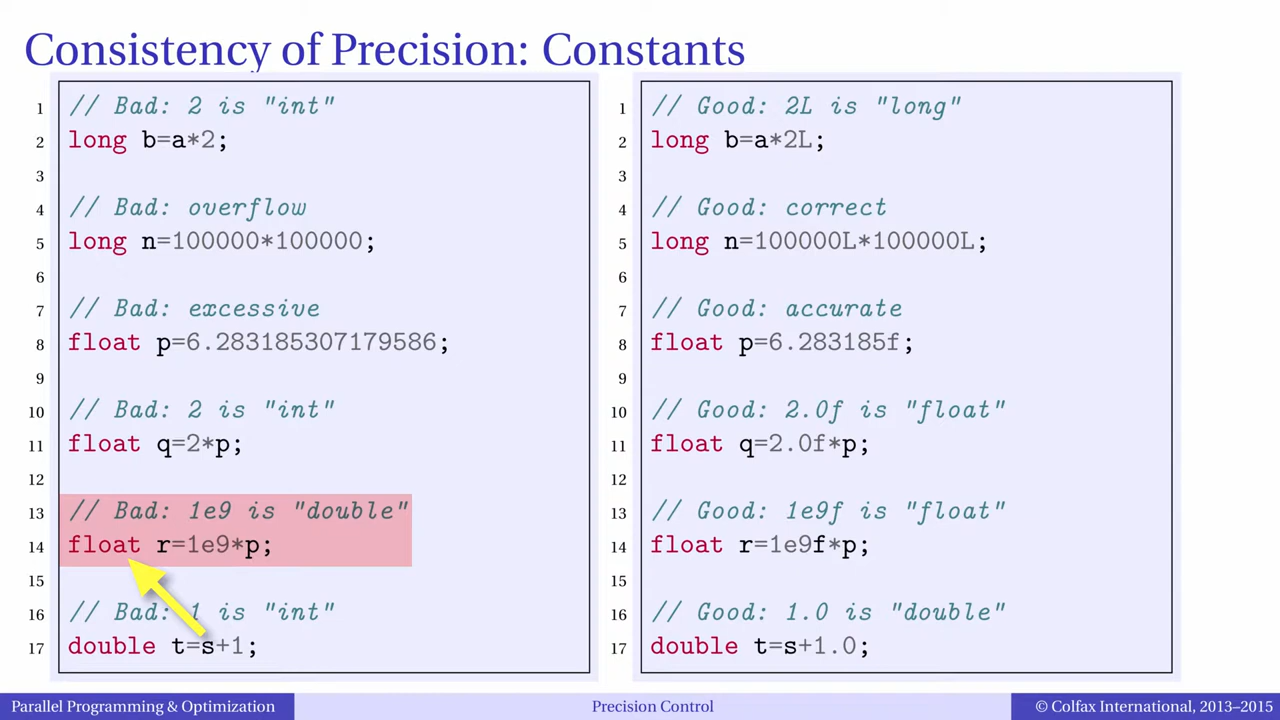 Consistency of Precision: Constants
1 // Bad: 2 is "int"
2 long b=a*2;
3
4 // Bad: overflow
5 long n=100000*100000;
6
7 // Bad: excessive
8 float p=6.283185307179586;
9
10 // Bad: 2 is "int"
11 float q=2*p;
12
13 // Bad: 1e9 is "double"
14 float r=1e9*p;
15
16 // Bad: 1 is "int"
17 double t=s+1;
1 // Good: 2L is "long"
2 long b=a*2L;
3
4 // Good: correct
5 long n=100000L*100000L;
6
7 // Good: accurate
8 float p=6.283185f;
9
10 // Good: 2.0f is "float"
11 float q=2.0f*p;
12
13 // Good: 1e9f is "float"
14 float r=1e9f*p;
15
16 // Good: 1.0 is "double"
17 double t=s+1.0;
Parallel Programming & Optimization
Precision Control
© Colfax International, 2013–2015